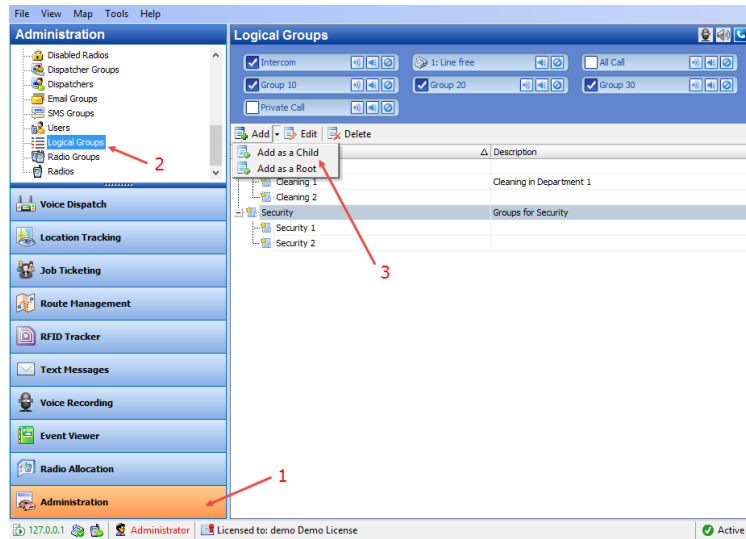 File View Map Tools Help
Administration
Disabled Radios
Dispatcher Groups
Dispatchers
Email Groups
SMS Groups
Users
Logical Groups
Radio Groups
Radios
2
Voice Dispatch
Location Tracking
Job Ticketing
Route Management
RFID Tracker
Text Messages
Voice Recording
Event Viewer
Radio Allocation
Administration
1
Logical Groups
Intercom
1: Line free
All Call
Group 10
Group 20
Group 30
Private Call
Add Edit Delete
Add as a Child
Add as a Root
Description
Cleaning 1 Cleaning in Department 1
Cleaning 2
Security Groups for Security
Security 1
Security 2
3
127.0.0.1 Administrator Licensed to: demo Demo License Active